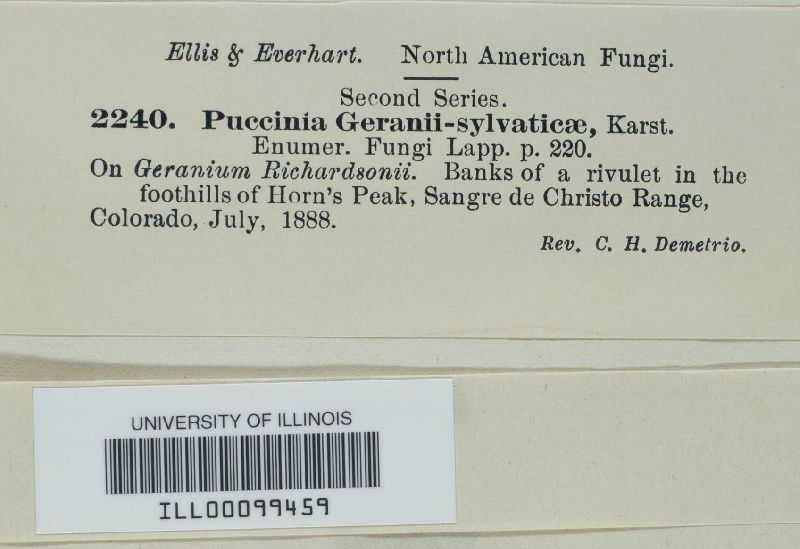 Ellis & Everhart. North American Fungi.
Second Series.
2240. Puccinia Geranii-sylvaticæ, Karst.
Enumer. Fungi Lapp. p. 220.
On Geranium Richardsonii. Banks of a rivulet in the
foothills of Horn's Peak, Sangre de Christo Range,
Colorado, July, 1888.
Rev. C. H. Demetrio.
UNIVERSITY OF ILLINOIS
ILL00099459